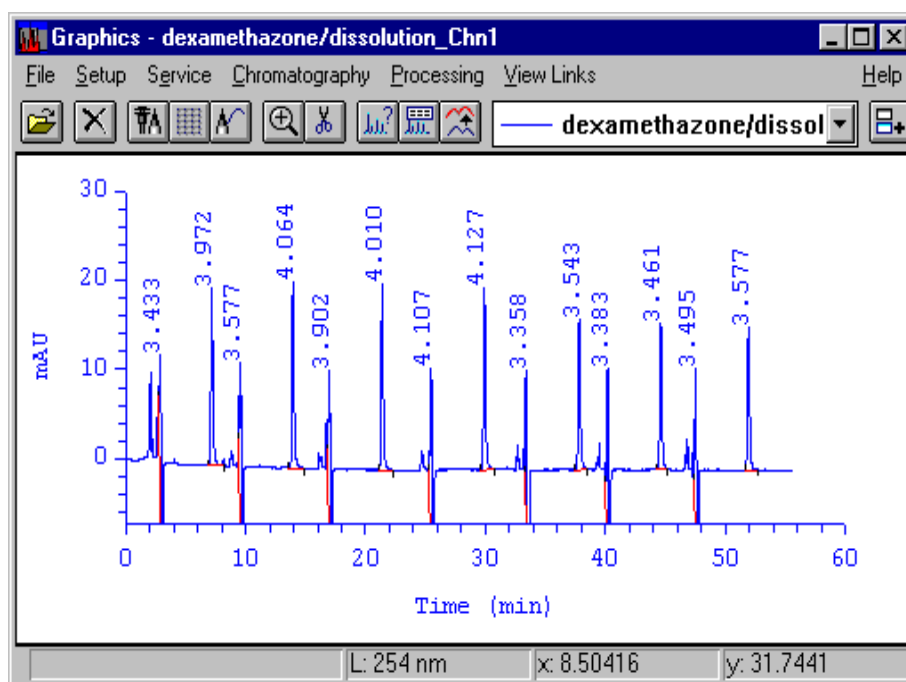 Graphics - dexamethazone/dissolution_Chn1
File Setup Service Chromatography Processing View Links Help
dexamethazone/dissol
30
20
10
0
mAU
3.433
3.972
3.577
4.064
3.902
4.010
4.107
4.127
3.358
3.543
3.383
3.461
3.495
3.577
0 10 20 30 40 50 60
Time (min)
L: 254 nm x: 8.50416 y: 31.7441